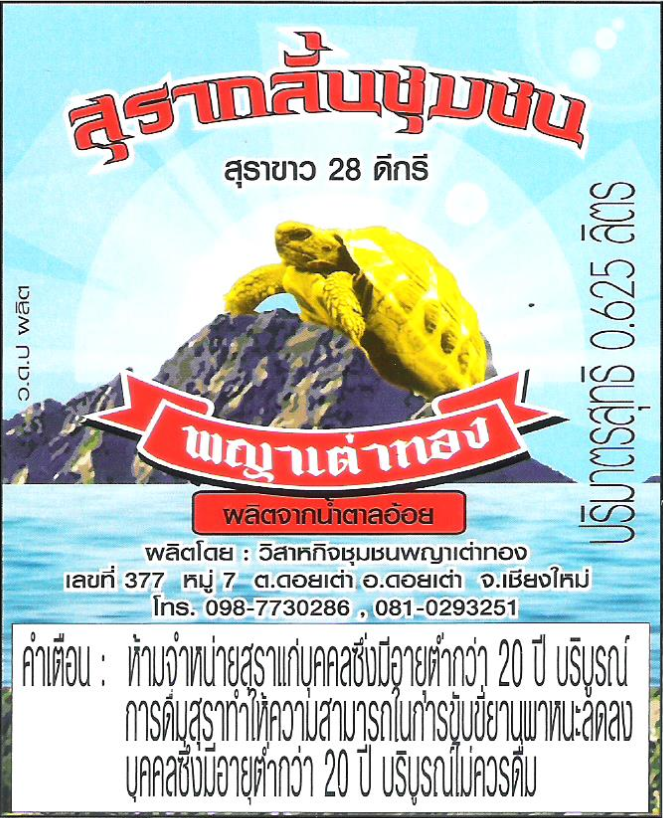 สุรากลั่นชุมชน
สุราขาว 28 ดีกรี
ว.ด.ป ผลิต
ปริมาตรสุทธิ 0.625 ลิตร
พญาเต่าทอง
ผลิตจากน้ำตาลอ้อย
ผลิตโดย : วิสาหกิจชุมชนพญาเต่าทอง
เลขที่ 377 หมู่ 7 ต.ดอยเต่า อ.ดอยเต่า จ.เชียงใหม่
โทร. 098-7730286 , 081-0293251
คำเตือน : ห้ามจำหน่ายสุราแก่บุคคลซึ่งมีอายุต่ำกว่า 20 ปี บริบูรณ์
การดื่มสุราทำให้ความสามารถในการขับขี่ยานพาหนะลดลง
บุคคลซึ่งมีอายุต่ำกว่า 20 ปี บริบูรณ์ไม่ควรดื่ม